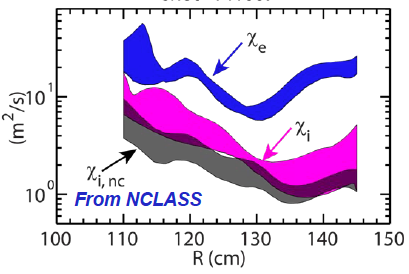 χe
10¹
(m²/s)
χi
χi, nc
10⁰
From NCLASS
100 110 120 130 140 150
R (cm)